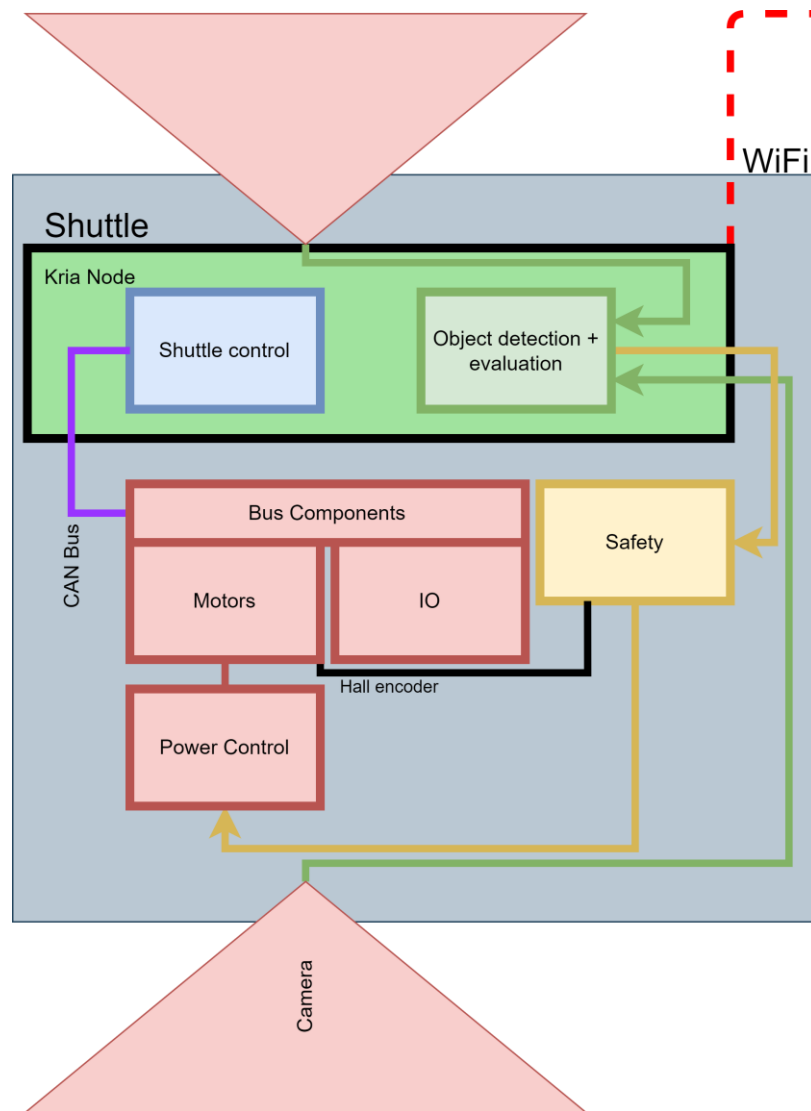 WiFi
Shuttle
Kria Node
Shuttle control
Object detection +
evaluation
CAN Bus
Bus Components
Safety
Motors
IO
Hall encoder
Power Control
Camera